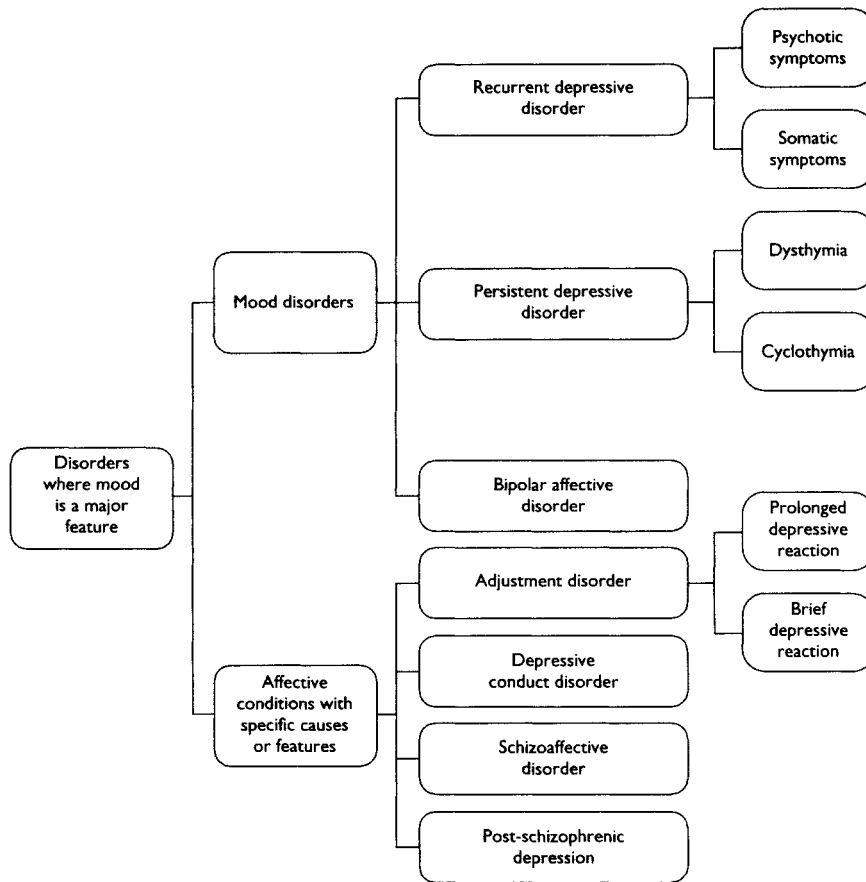 Psychotic
symptoms
Recurrent depressive
disorder
Somatic
symptoms
Dysthymia
Mood disorders
Persistent depressive
disorder
Cyclothymia
Disorders
where mood
is a major
feature
Bipolar affective
disorder
Prolonged
depressive
reaction
Adjustment disorder
Brief
depressive
reaction
Affective
conditions with
specific causes
or features
Depressive
conduct disorder
Schizoaffective
disorder
Post-schizophrenic
depression